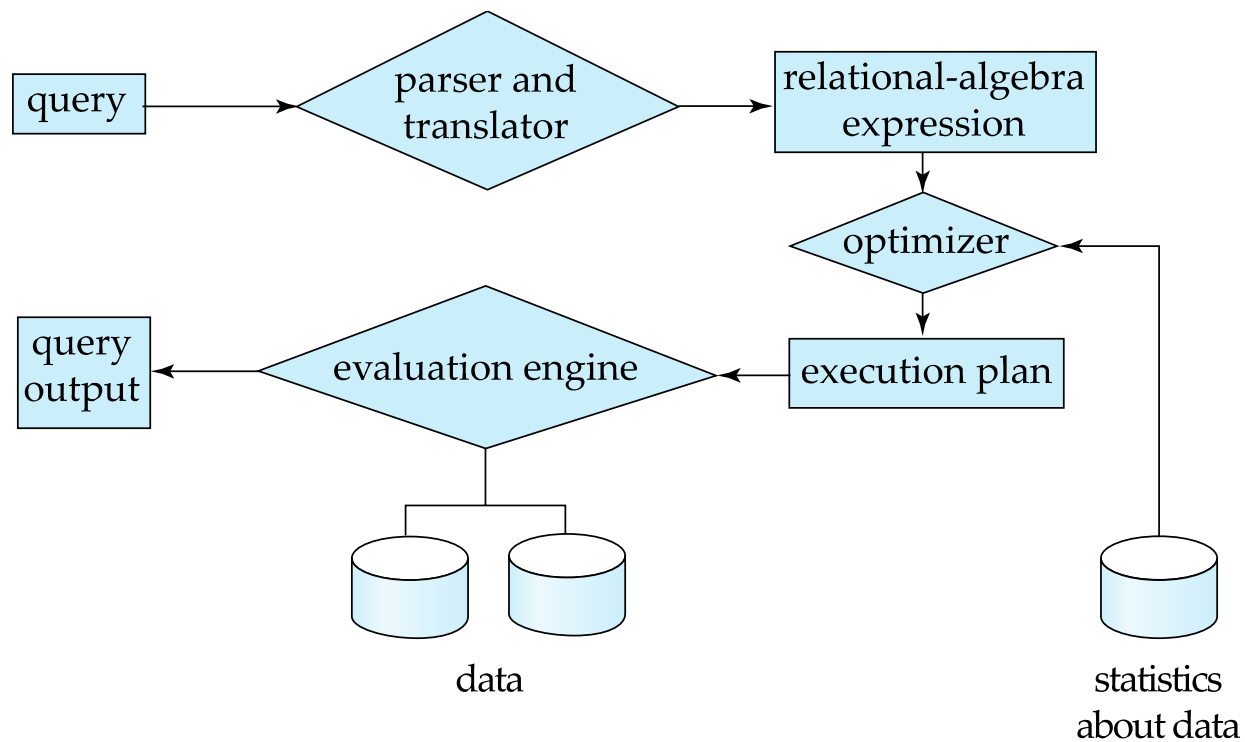 query
parser and
translator
relational-algebra
expression
optimizer
query
output
evaluation engine
execution plan
data
statistics
about data